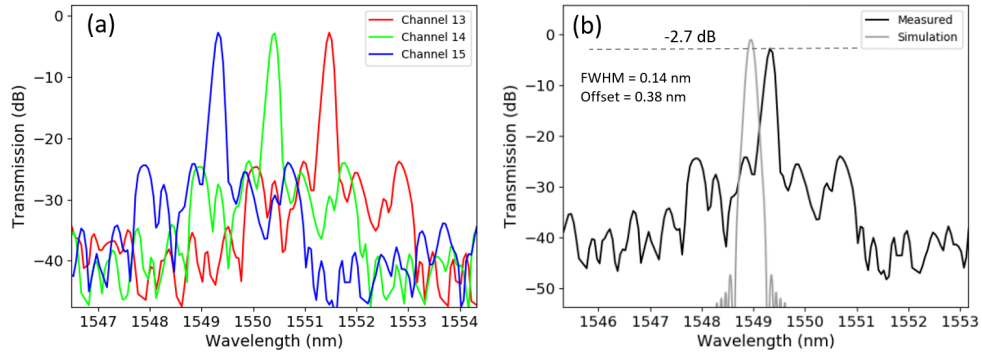 (a)
Channel 13
Channel 14
Channel 15
0
−10
−20
−30
−40
Transmission (dB)
1547 1548 1549 1550 1551 1552 1553 1554
Wavelength (nm)
(b)
Measured
Simulation
-2.7 dB
FWHM = 0.14 nm
Offset = 0.38 nm
0
−10
−20
−30
−40
−50
Transmission (dB)
1546 1547 1548 1549 1550 1551 1552 1553
Wavelength (nm)